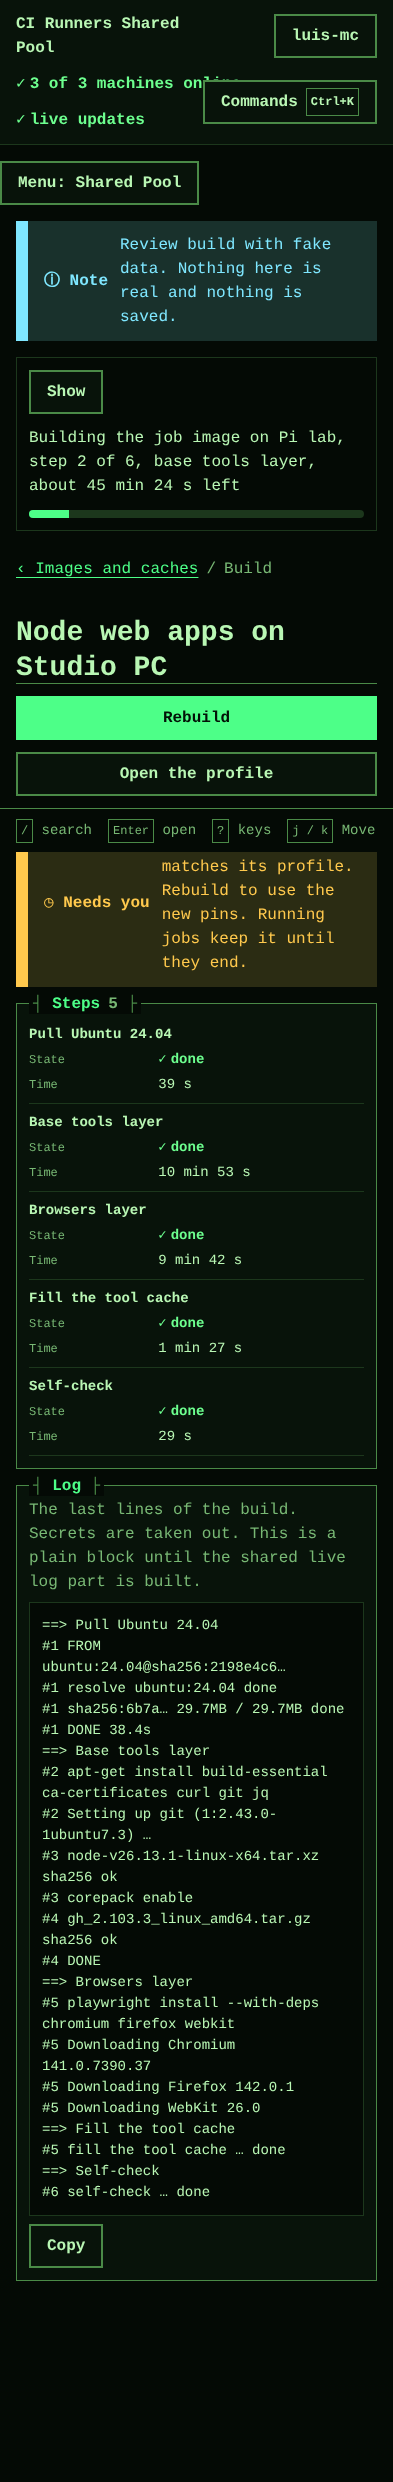 CI Runners Shared
Pool
luis-mc
✓ 3 of 3 machines
Commands Ctrl+K
✓ live updates
Menu: Shared Pool
ⓘ Note
Review build with fake
data. Nothing here is
real and nothing is
saved.
Show
Building the job image on Pi lab,
step 2 of 6, base tools layer,
about 45 min 24 s left
‹ Images and caches / Build
Node web apps on
Studio PC
Rebuild
Open the profile
/ search Enter open ? keys j / k Move
◷ Needs you
matches its profile.
Rebuild to use the
new pins. Running
jobs keep it until
they end.
Steps 5
Pull Ubuntu 24.04
State ✓ done
Time 39 s
Base tools layer
State ✓ done
Time 10 min 53 s
Browsers layer
State ✓ done
Time 9 min 42 s
Fill the tool cache
State ✓ done
Time 1 min 27 s
Self-check
State ✓ done
Time 29 s
Log
The last lines of the build.
Secrets are taken out. This is a
plain block until the shared live
log part is built.
==> Pull Ubuntu 24.04
#1 FROM
ubuntu:24.04@sha256:2198e4c6…
#1 resolve ubuntu:24.04 done
#1 sha256:6b7a… 29.7MB / 29.7MB done
#1 DONE 38.4s
==> Base tools layer
#2 apt-get install build-essential
ca-certificates curl git jq
#2 Setting up git (1:2.43.0-
1ubuntu7.3) …
#3 node-v26.13.1-linux-x64.tar.xz
sha256 ok
#3 corepack enable
#4 gh_2.103.3_linux_amd64.tar.gz
sha256 ok
#4 DONE
==> Browsers layer
#5 playwright install --with-deps
chromium firefox webkit
#5 Downloading Chromium
141.0.7390.37
#5 Downloading Firefox 142.0.1
#5 Downloading WebKit 26.0
==> Fill the tool cache
#5 fill the tool cache … done
==> Self-check
#6 self-check … done
Copy